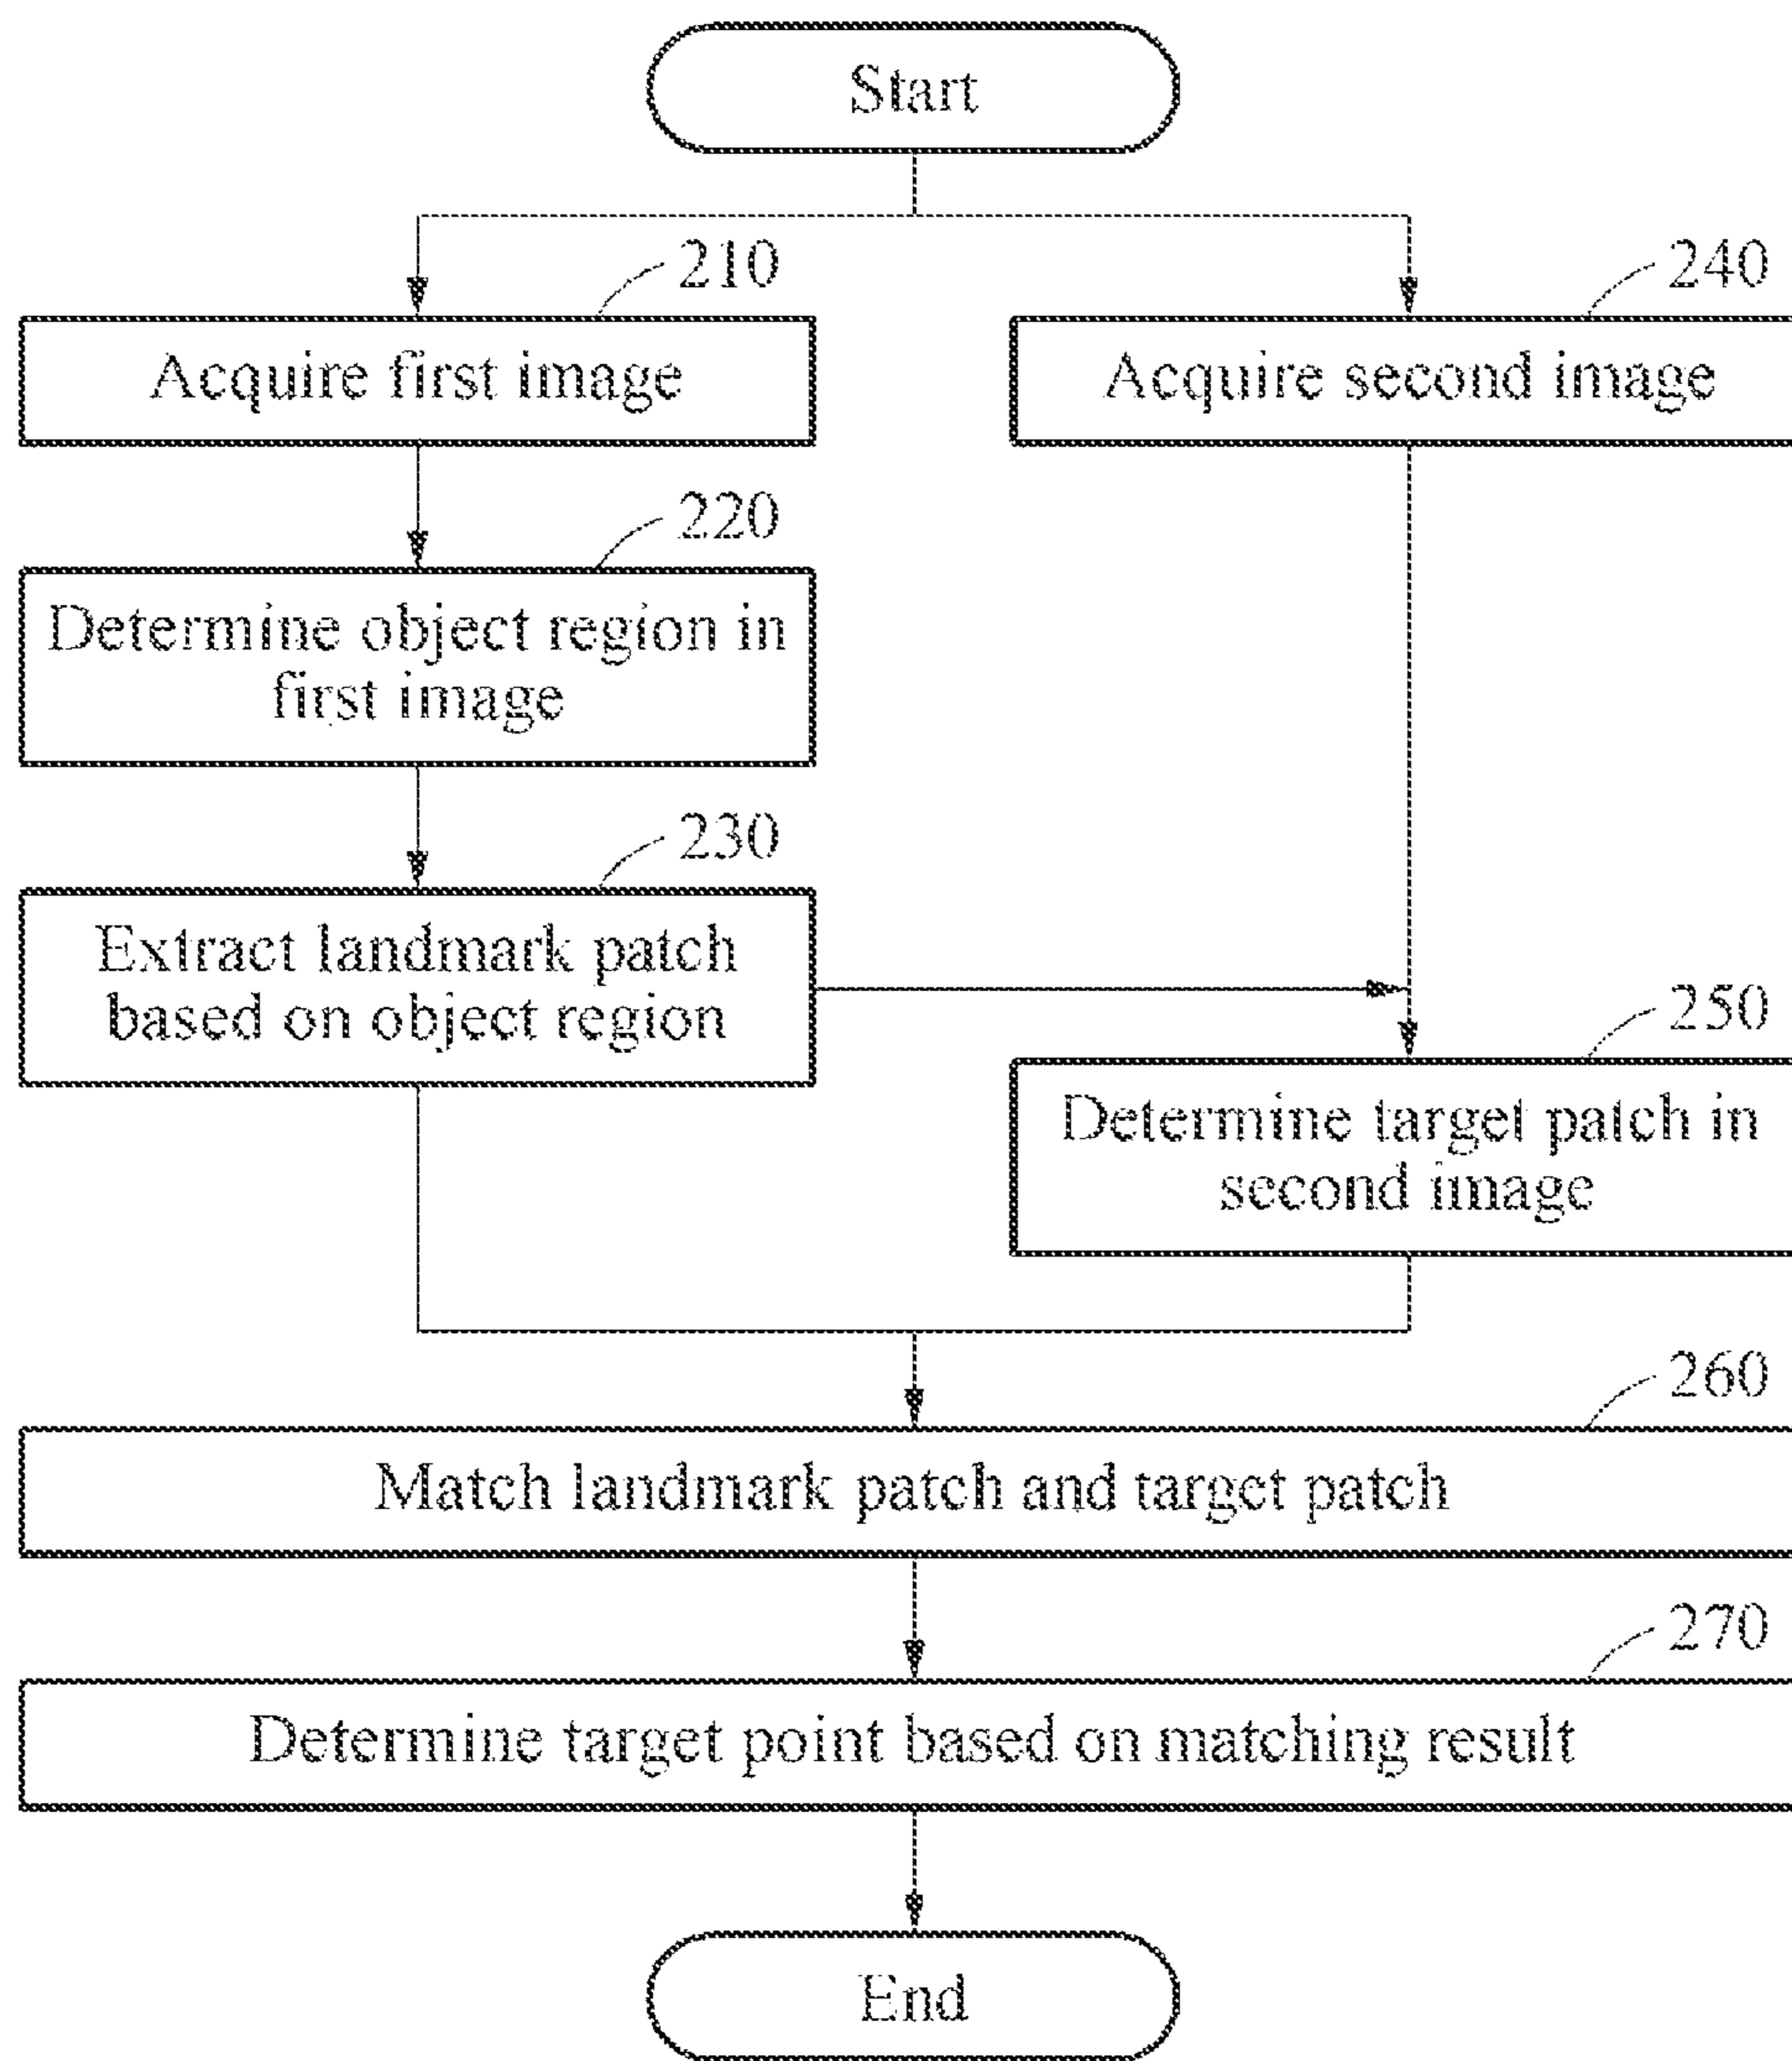 Start
210
Acquire first image
240
Acquire second image
220
Determine object region in
first image
230
Extract landmark patch
based on object region
250
Determine target patch in
second image
260
Match landmark patch and target patch
270
Determine target point based on matching result
End